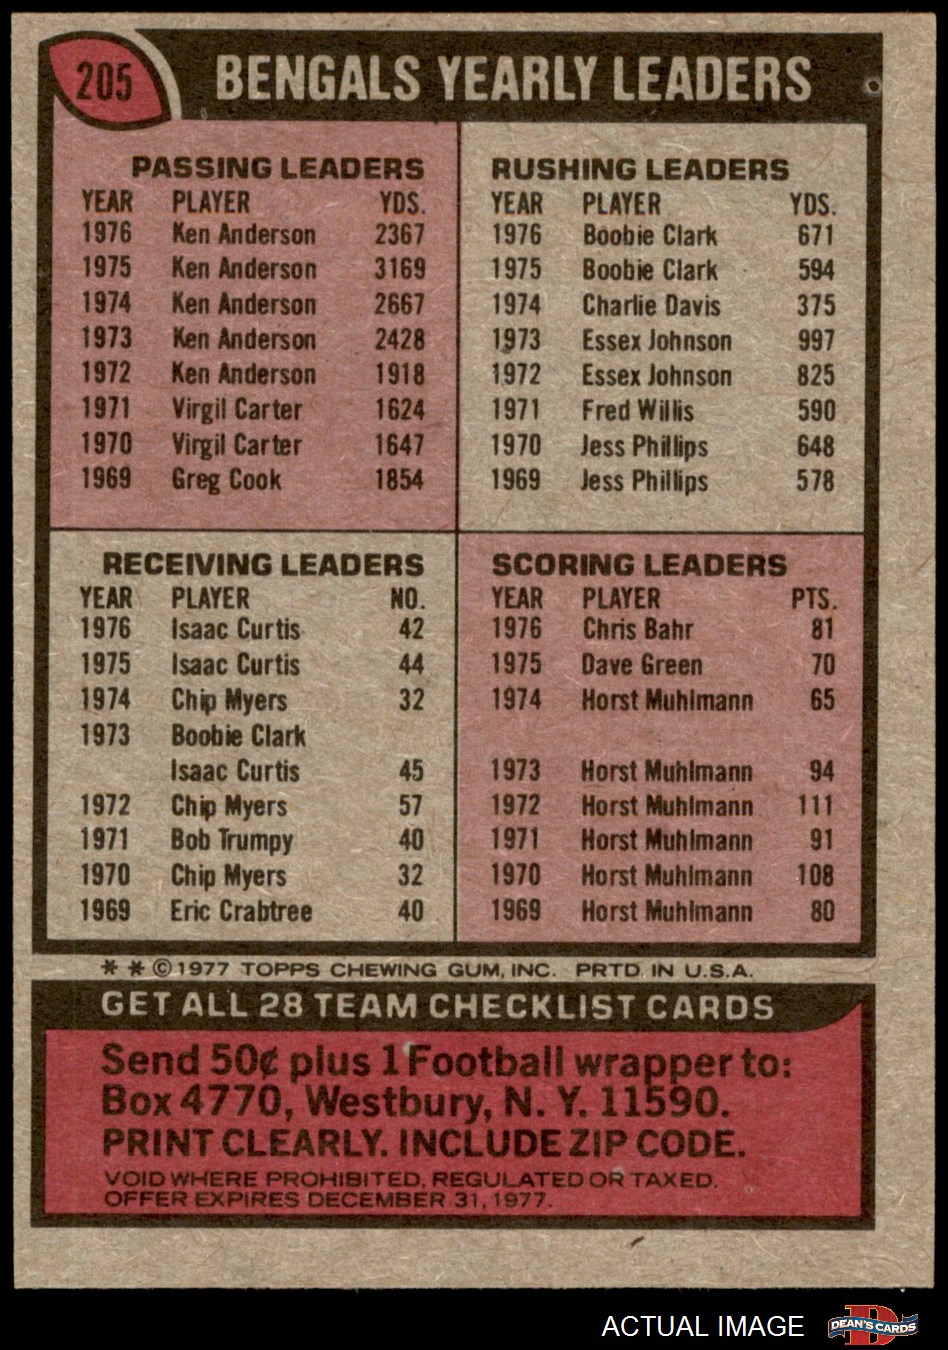 205
BENGALS YEARLY LEADERS
PASSING LEADERS
YEAR PLAYER YDS.
1976 Ken Anderson 2367
1975 Ken Anderson 3169
1974 Ken Anderson 2667
1973 Ken Anderson 2428
1972 Ken Anderson 1918
1971 Virgil Carter 1624
1970 Virgil Carter 1647
1969 Greg Cook 1854
RUSHING LEADERS
YEAR PLAYER YDS.
1976 Boobie Clark 671
1975 Boobie Clark 594
1974 Charlie Davis 375
1973 Essex Johnson 997
1972 Essex Johnson 825
1971 Fred Willis 590
1970 Jess Phillips 648
1969 Jess Phillips 578
RECEIVING LEADERS
YEAR PLAYER NO.
1976 Isaac Curtis 42
1975 Isaac Curtis 44
1974 Chip Myers 32
1973 Boobie Clark
Isaac Curtis 45
1972 Chip Myers 57
1971 Bob Trumpy 40
1970 Chip Myers 32
1969 Eric Crabtree 40
SCORING LEADERS
YEAR PLAYER PTS.
1976 Chris Bahr 81
1975 Dave Green 70
1974 Horst Muhlmann 65
1973 Horst Muhlmann 94
1972 Horst Muhlmann 111
1971 Horst Muhlmann 91
1970 Horst Muhlmann 108
1969 Horst Muhlmann 80
* * © 1977 TOPPS CHEWING GUM, INC. PRTD. IN U.S.A.
GET ALL 28 TEAM CHECKLIST CARDS
Send 50¢ plus 1 Football wrapper to:
Box 4770, Westbury, N. Y. 11590.
PRINT CLEARLY. INCLUDE ZIP CODE.
VOID WHERE PROHIBITED, REGULATED OR TAXED.
OFFER EXPIRES DECEMBER 31, 1977.
ACTUAL IMAGE
DEAN'S CARDS